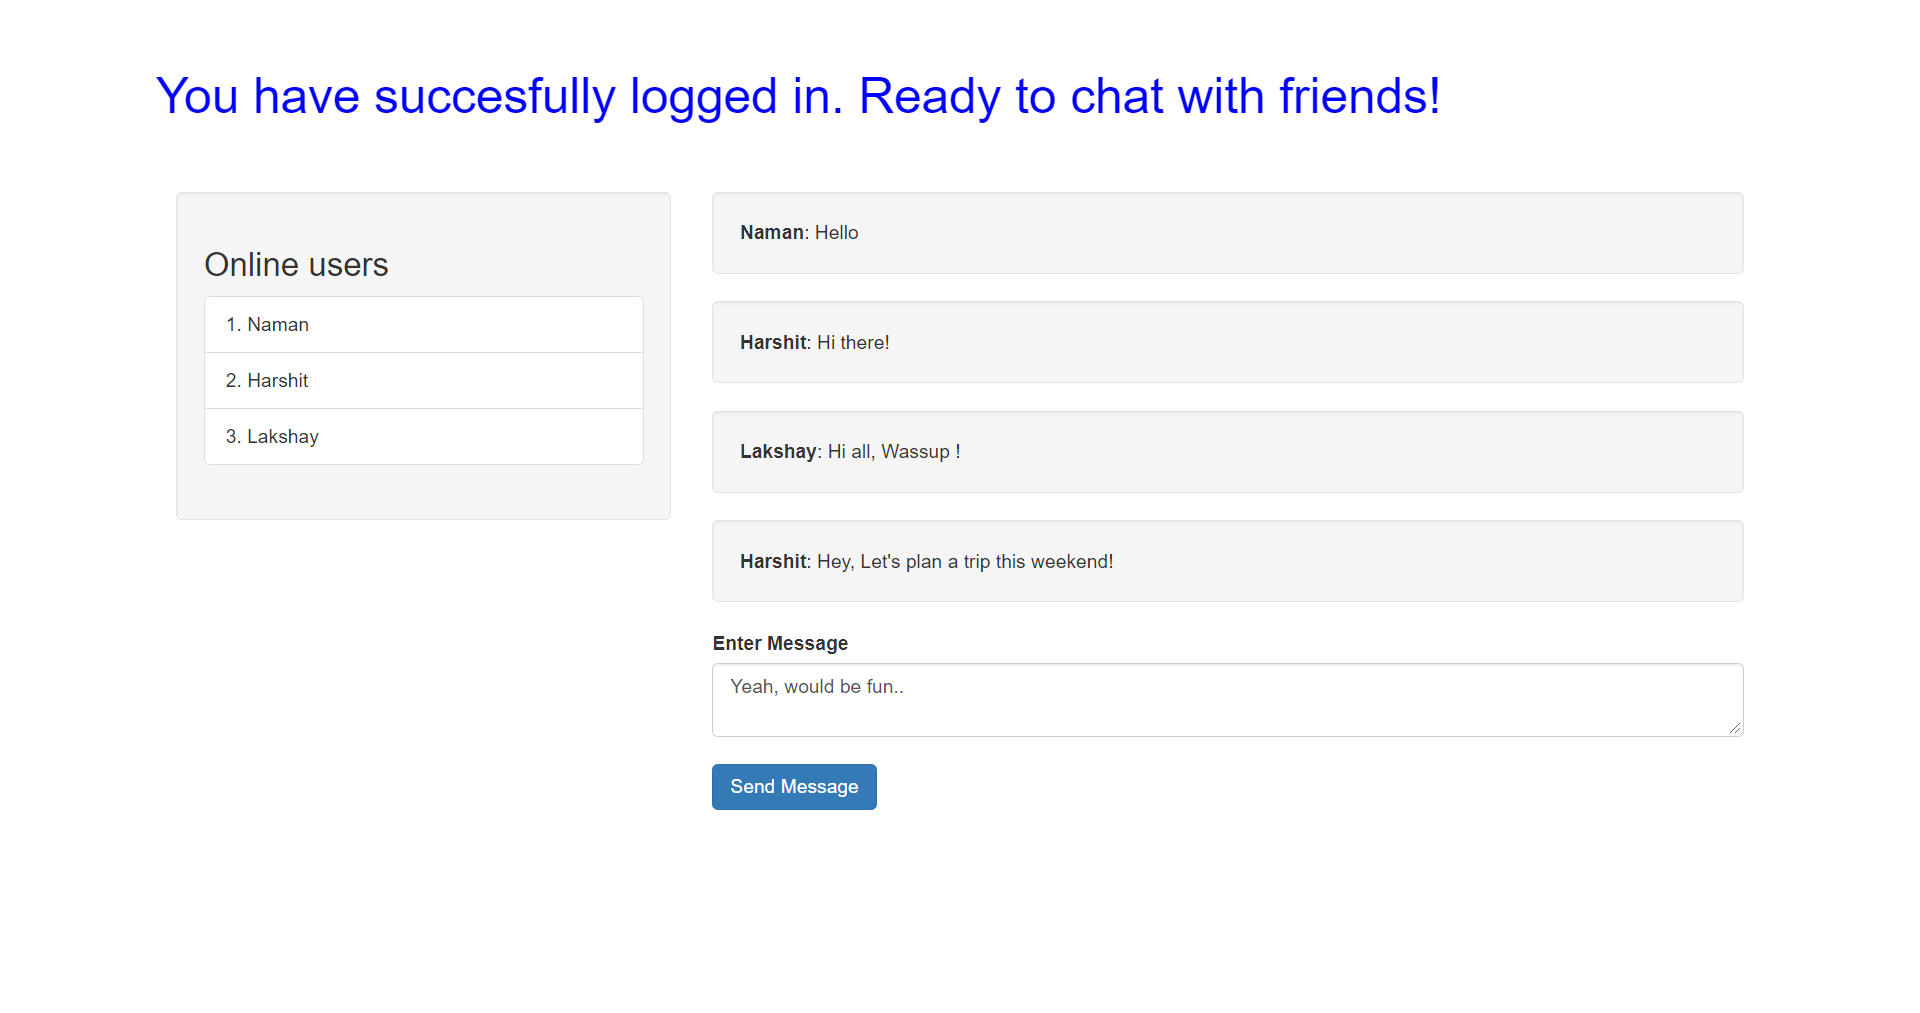 You have succesfully logged in. Ready to chat with friends!
Online users
1. Naman
2. Harshit
3. Lakshay
Naman: Hello
Harshit: Hi there!
Lakshay: Hi all, Wassup !
Harshit: Hey, Let's plan a trip this weekend!
Enter Message
Yeah, would be fun..
Send Message